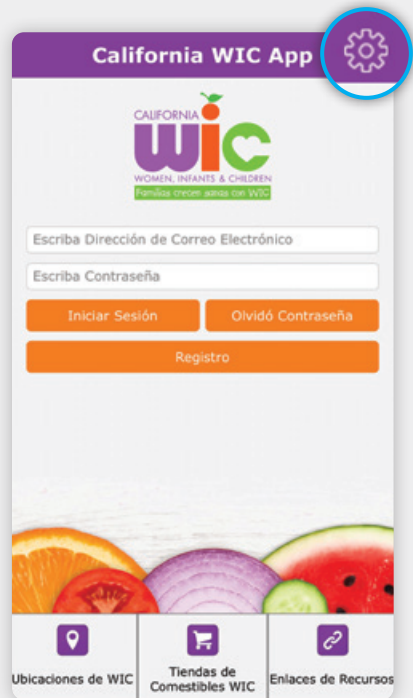 California WIC App
CALIFORNIA
WIC
WOMEN, INFANTS & CHILDREN
Familias crecen sanas con WIC
Escriba Dirección de Correo Electrónico
Escriba Contraseña
Iniciar Sesión
Olvidó Contraseña
Registro
Ubicaciones de WIC
Tiendas de
Comestibles WIC
Enlaces de Recursos